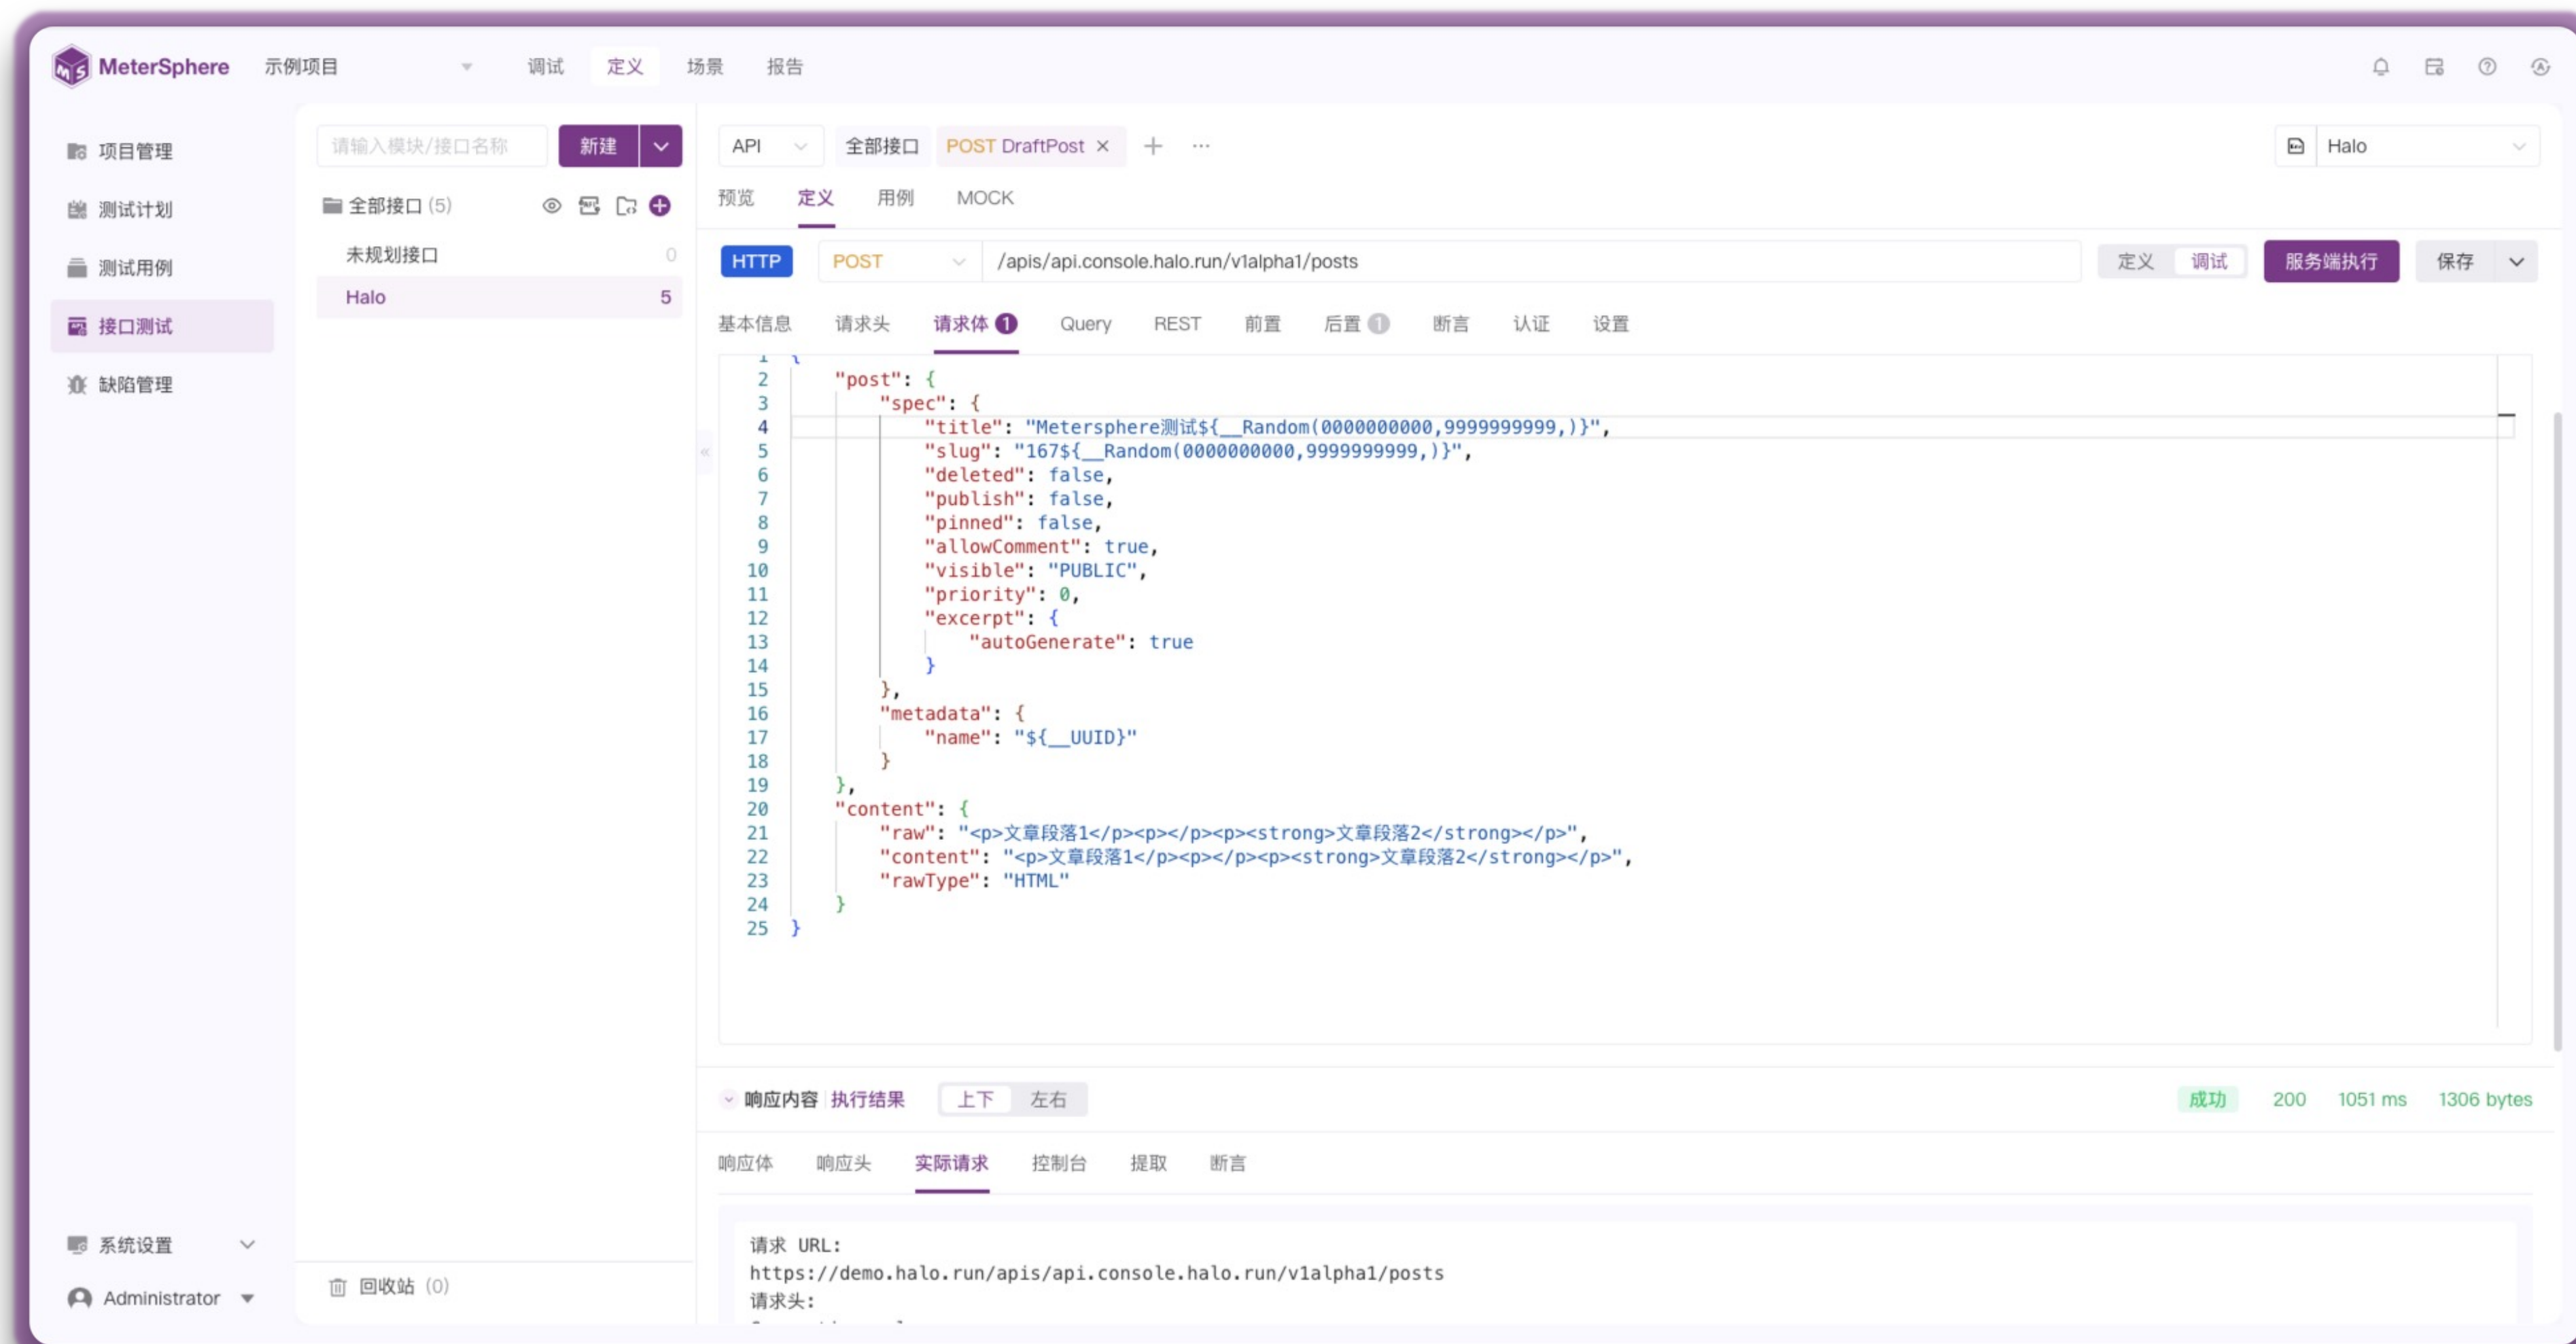 MeterSphere 示例项目 调试 定义 场景 报告
项目管理
测试计划
测试用例
接口测试
缺陷管理
系统设置
Administrator
请输入模块/接口名称 新建
全部接口 (5)
未规划接口 0
Halo 5
回收站 (0)
API 全部接口 POST DraftPost × + ··· Halo
预览 定义 用例 MOCK
HTTP POST /apis/api.console.halo.run/v1alpha1/posts 定义 调试 服务端执行 保存
基本信息 请求头 请求体 1 Query REST 前置 后置 1 断言 认证 设置
1 {
2 "post": {
3 "spec": {
4 "title": "Metersphere测试${__Random(0000000000,9999999999,)}",
5 "slug": "167${__Random(0000000000,9999999999,)}",
6 "deleted": false,
7 "publish": false,
8 "pinned": false,
9 "allowComment": true,
10 "visible": "PUBLIC",
11 "priority": 0,
12 "excerpt": {
13 "autoGenerate": true
14 }
15 },
16 "metadata": {
17 "name": "${__UUID}"
18 }
19 },
20 "content": {
21 "raw": "<p>文章段落1</p><p></p><p><strong>文章段落2</strong></p>",
22 "content": "<p>文章段落1</p><p></p><p><strong>文章段落2</strong></p>",
23 "rawType": "HTML"
24 }
25 }
响应内容 执行结果 上下 左右 成功 200 1051 ms 1306 bytes
响应体 响应头 实际请求 控制台 提取 断言
请求 URL:
https://demo.halo.run/apis/api.console.halo.run/v1alpha1/posts
请求头: